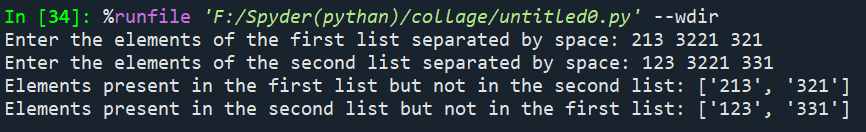 In [34]: %runfile 'F:/Spyder(pythan)/collage/untitled0.py' --wdir
Enter the elements of the first list separated by space: 213 3221 321
Enter the elements of the second list separated by space: 123 3221 331
Elements present in the first list but not in the second list: ['213', '321']
Elements present in the second list but not in the first list: ['123', '331']